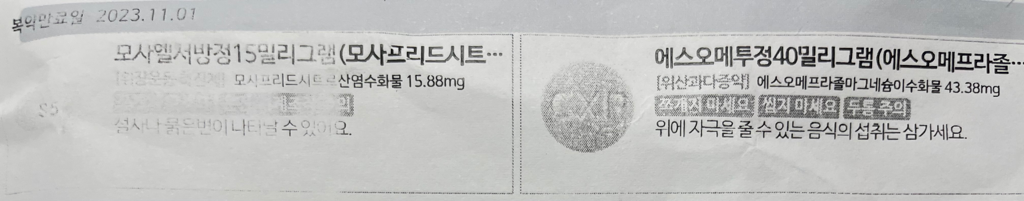 복약안료일 2023.11.01
모사엘서방정15밀리그램(모사프리드시트…
모사프리드시트르산염수화물 15.88mg
설사나 묽은변이 나타날 수 있어요.
에스오메투정40밀리그램(에스오메프라졸…
[위산과다증약] 에스오메프라졸마그네슘이수화물 43.38mg
쪼개지 마세요 씹지 마세요 두통 주의
위에 자극을 줄 수 있는 음식의 섭취는 삼가세요.